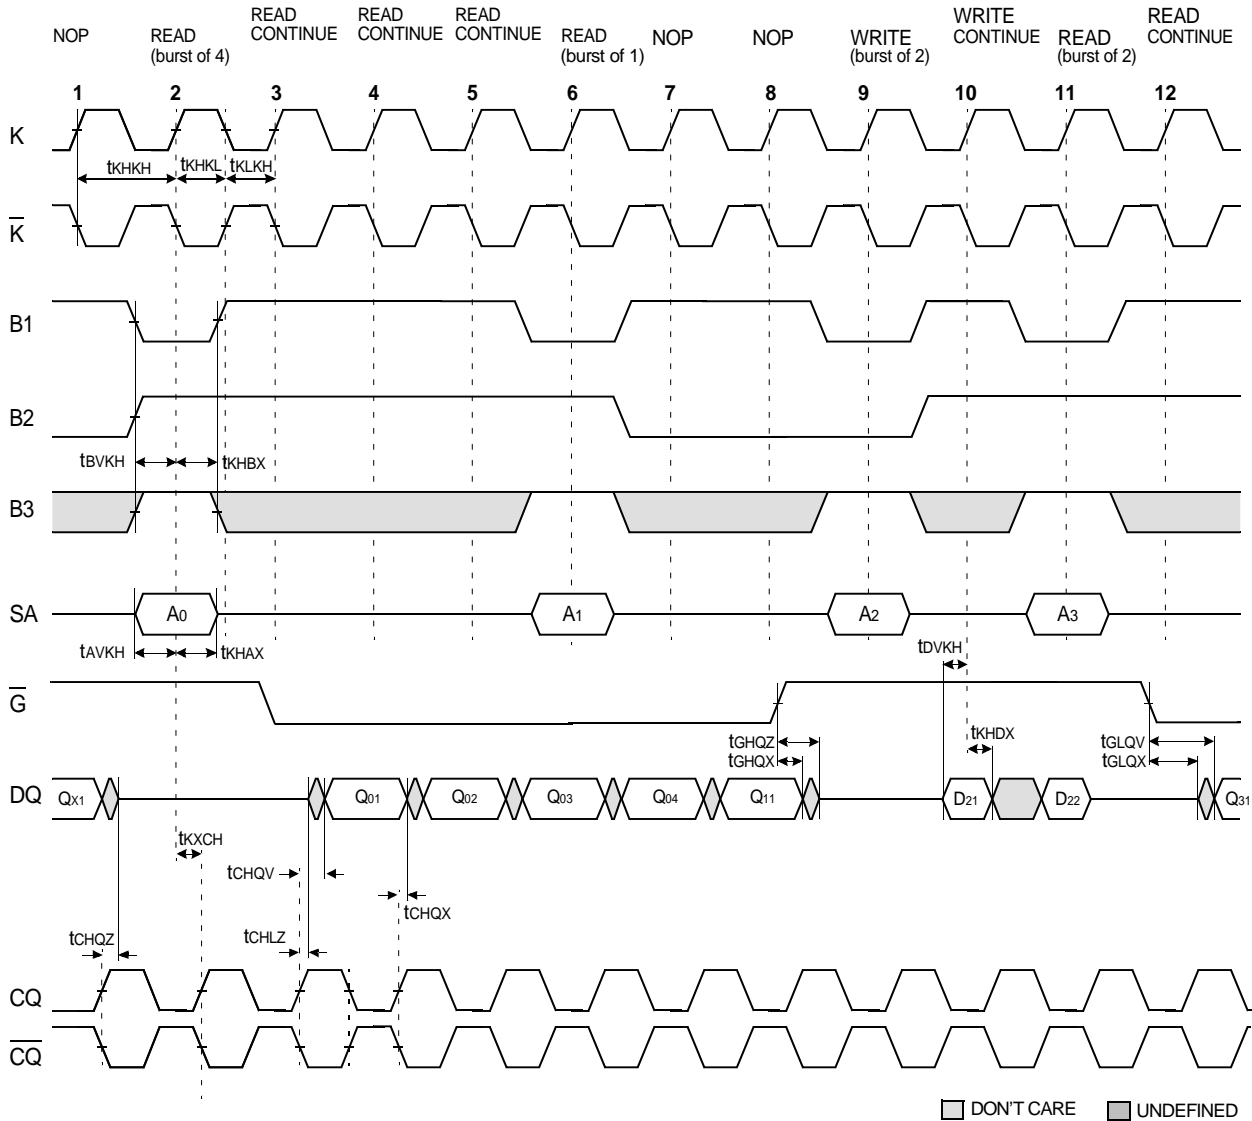 NOP
READ
(burst of 4)
READ
CONTINUE
READ
CONTINUE
READ
CONTINUE
READ
(burst of 1)
NOP
NOP
WRITE
(burst of 2)
WRITE
CONTINUE
READ
(burst of 2)
READ
CONTINUE
1 2 3 4 5 6 7 8 9 10 11 12
K
tKHKH tKHKL tKLKH
K
B1
B2
tBVKH tKHBX
B3
SA A0 A1 A2 A3
tAVKH tKHAX tDVKH
G
tGHQZ tKHDX tGLQV
tGHQX tGLQX
DQ QX1 Q01 Q02 Q03 Q04 Q11 D21 D22 Q31
tKXCH
tCHQV
tCHQX
tCHQZ tCHLZ
CQ
CQ
DON'T CARE UNDEFINED